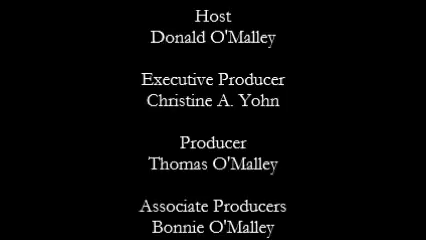 Host
Donald O'Malley
Executive Producer
Christine A. Yohn
Producer
Thomas O'Malley
Associate Producers
Bonnie O'Malley